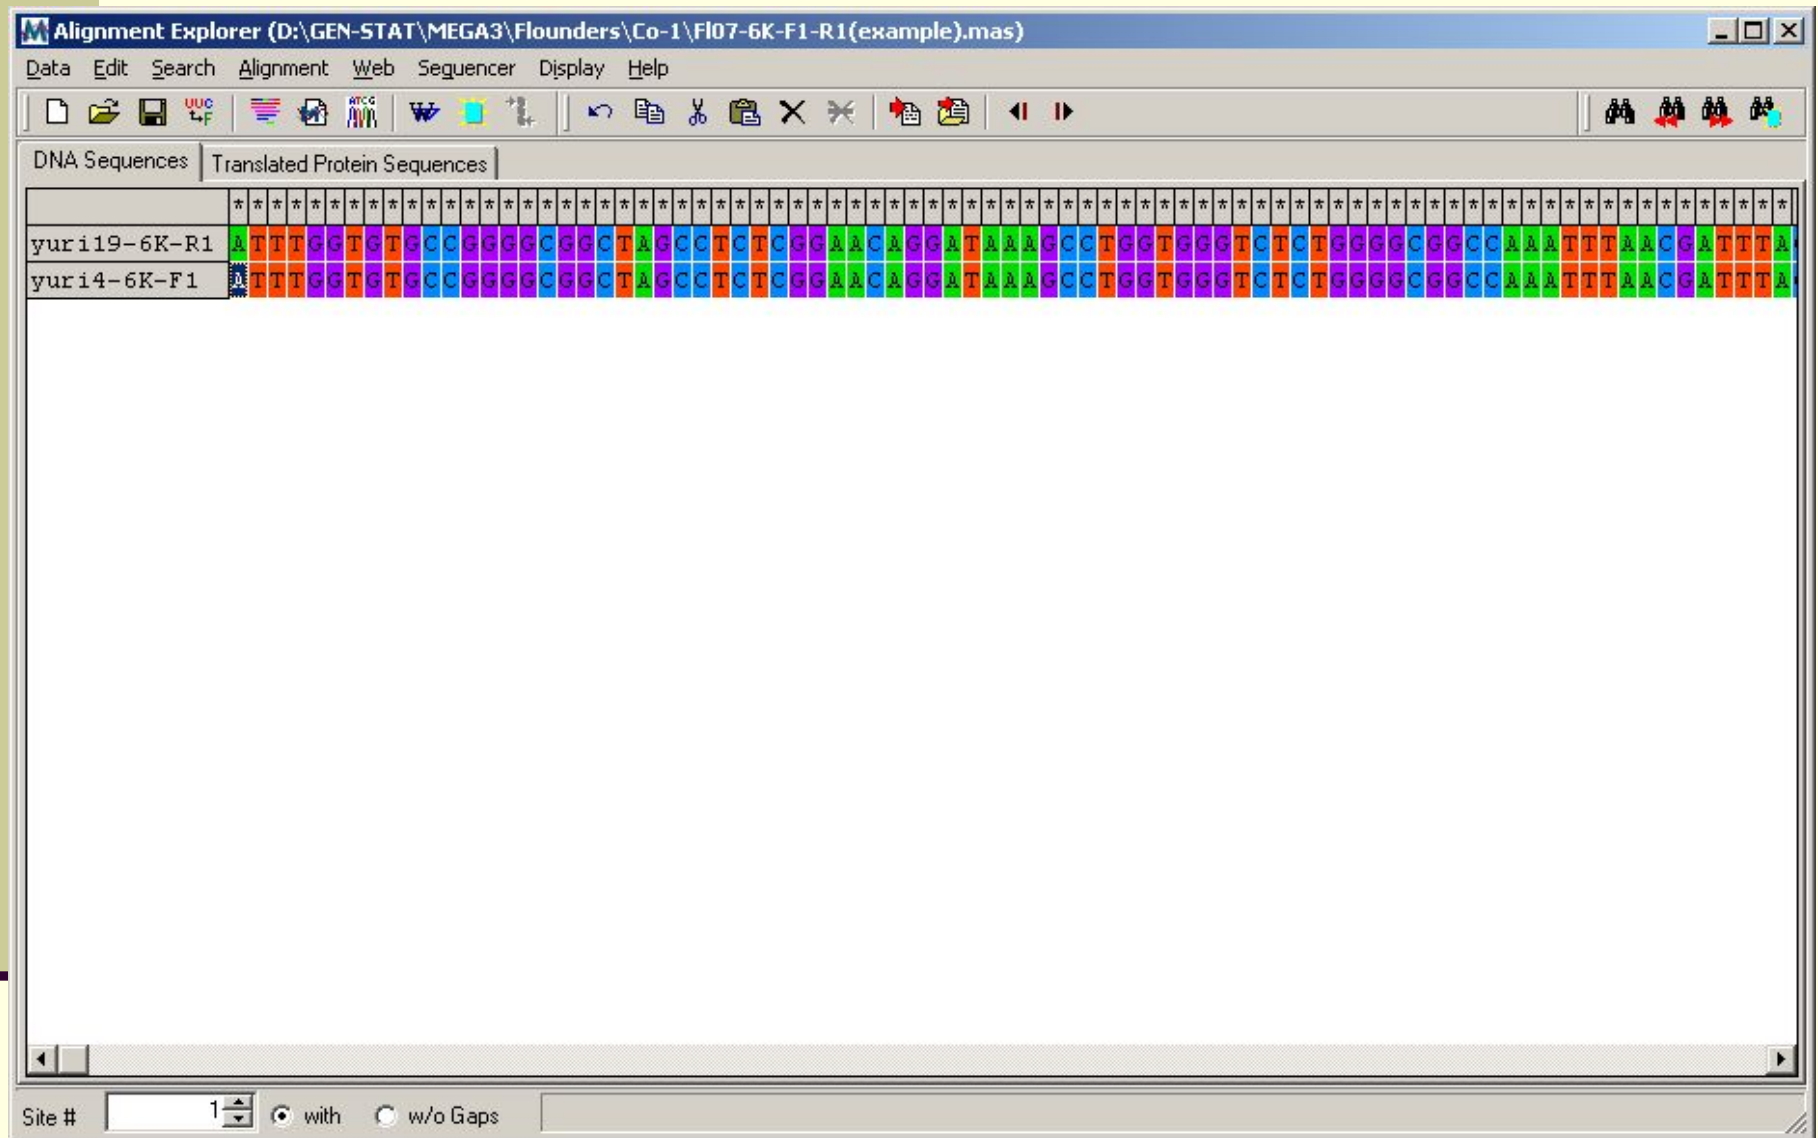 Alignment Explorer (D:\GEN-STAT\MEGA3\Flounders\Co-1\Fl07-6K-F1-R1(example).mas)
Data Edit Search Alignment Web Sequencer Display Help
DNA Sequences Translated Protein Sequences
*********************************************************************************
yuri19-6K-R1 ATTTGGTGTGCCGGGGCGGCTAGCCTCTCGGAACAGGATAAAGCCTGGTGGGTCTCTGGGGCGGCCAAATTTAACGATTTA
yuri4-6K-F1 ATTTGGTGTGCCGGGGCGGCTAGCCTCTCGGAACAGGATAAAGCCTGGTGGGTCTCTGGGGCGGCCAAATTTAACGATTTA
Site # 1 with w/o Gaps